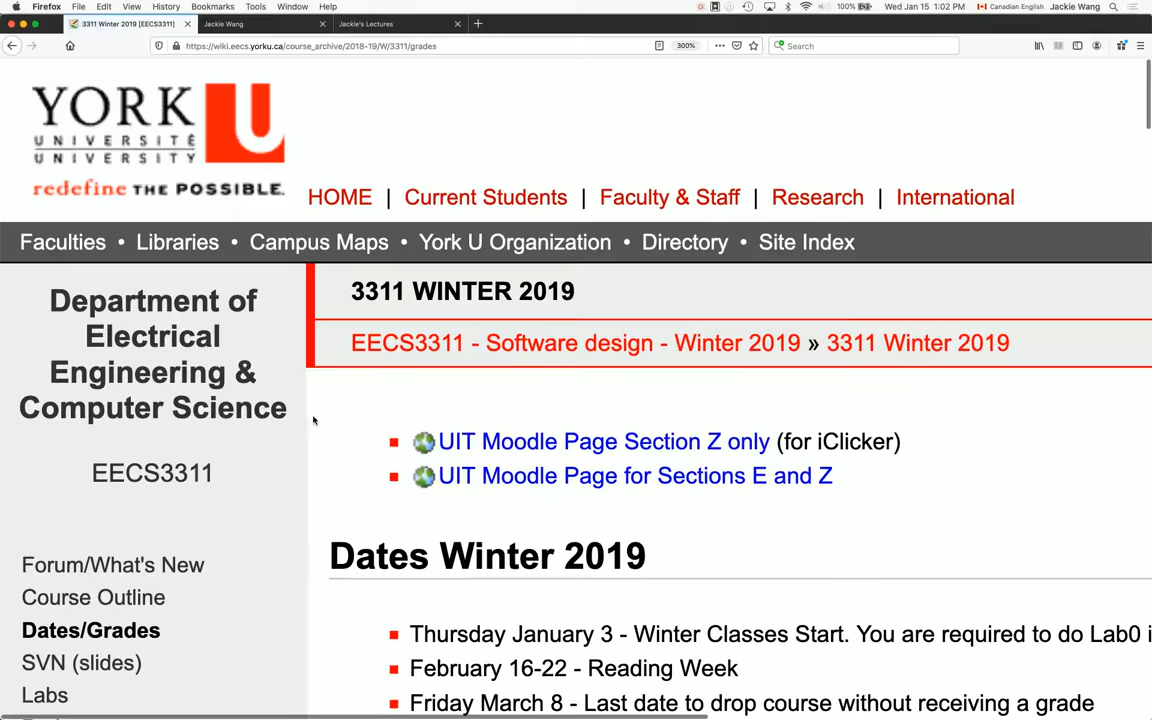 Firefox File Edit View History Bookmarks Tools Window Help 100% Wed Jan 15 1:02 PM Canadian English Jackie Wang
3311 Winter 2019 [EECS3311] Jackie Wang Jackie's Lectures
https://wiki.eecs.yorku.ca/course_archive/2018-19/W/3311/grades 300% Search
YORK U
UNIVERSITÉ
UNIVERSITY
redefine THE POSSIBLE.
HOME | Current Students | Faculty & Staff | Research | International
Faculties • Libraries • Campus Maps • York U Organization • Directory • Site Index
Department of
Electrical
Engineering &
Computer Science
EECS3311
Forum/What's New
Course Outline
Dates/Grades
SVN (slides)
Labs
3311 WINTER 2019
EECS3311 - Software design - Winter 2019 » 3311 Winter 2019
UIT Moodle Page Section Z only (for iClicker)
UIT Moodle Page for Sections E and Z
Dates Winter 2019
Thursday January 3 - Winter Classes Start. You are required to do Lab0 i
February 16-22 - Reading Week
Friday March 8 - Last date to drop course without receiving a grade